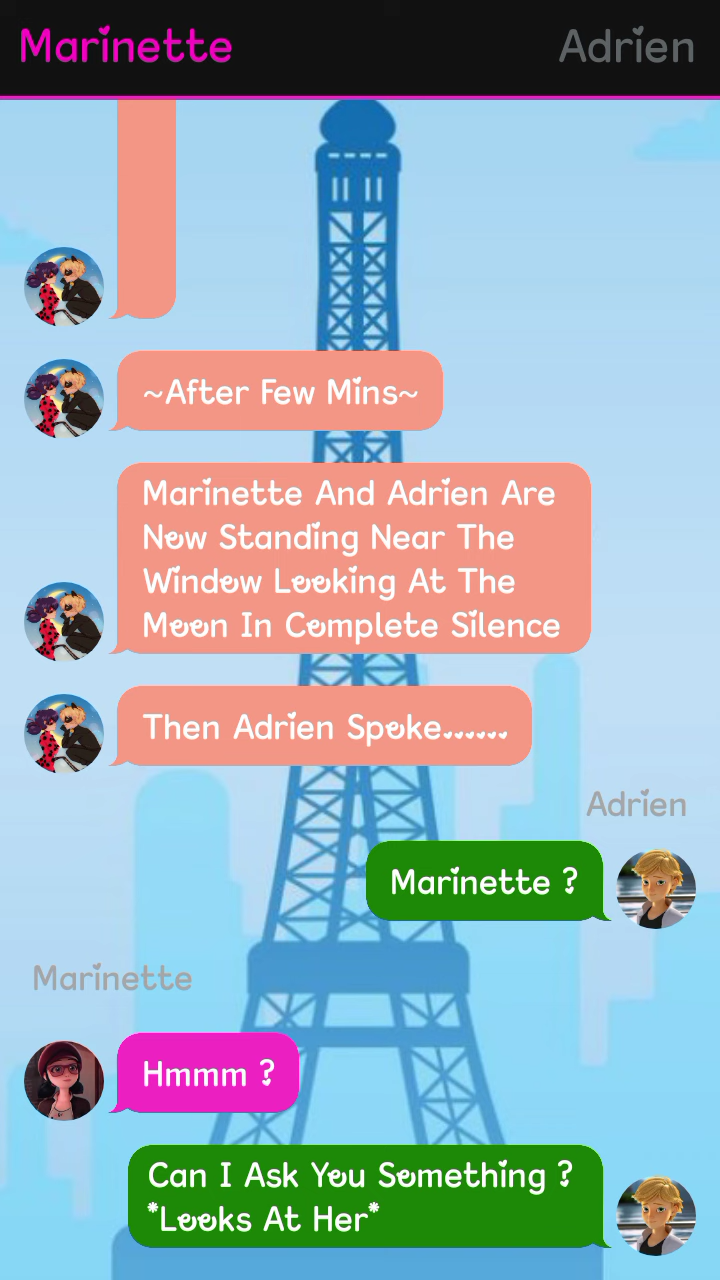 Marinette
Adrien
~After Few Mins~
Marinette And Adrien Are
Now Standing Near The
Window Looking At The
Moon In Complete Silence
Then Adrien Spoke......
Adrien
Marinette ?
Marinette
Hmmm ?
Can I Ask You Something ?
*Looks At Her*